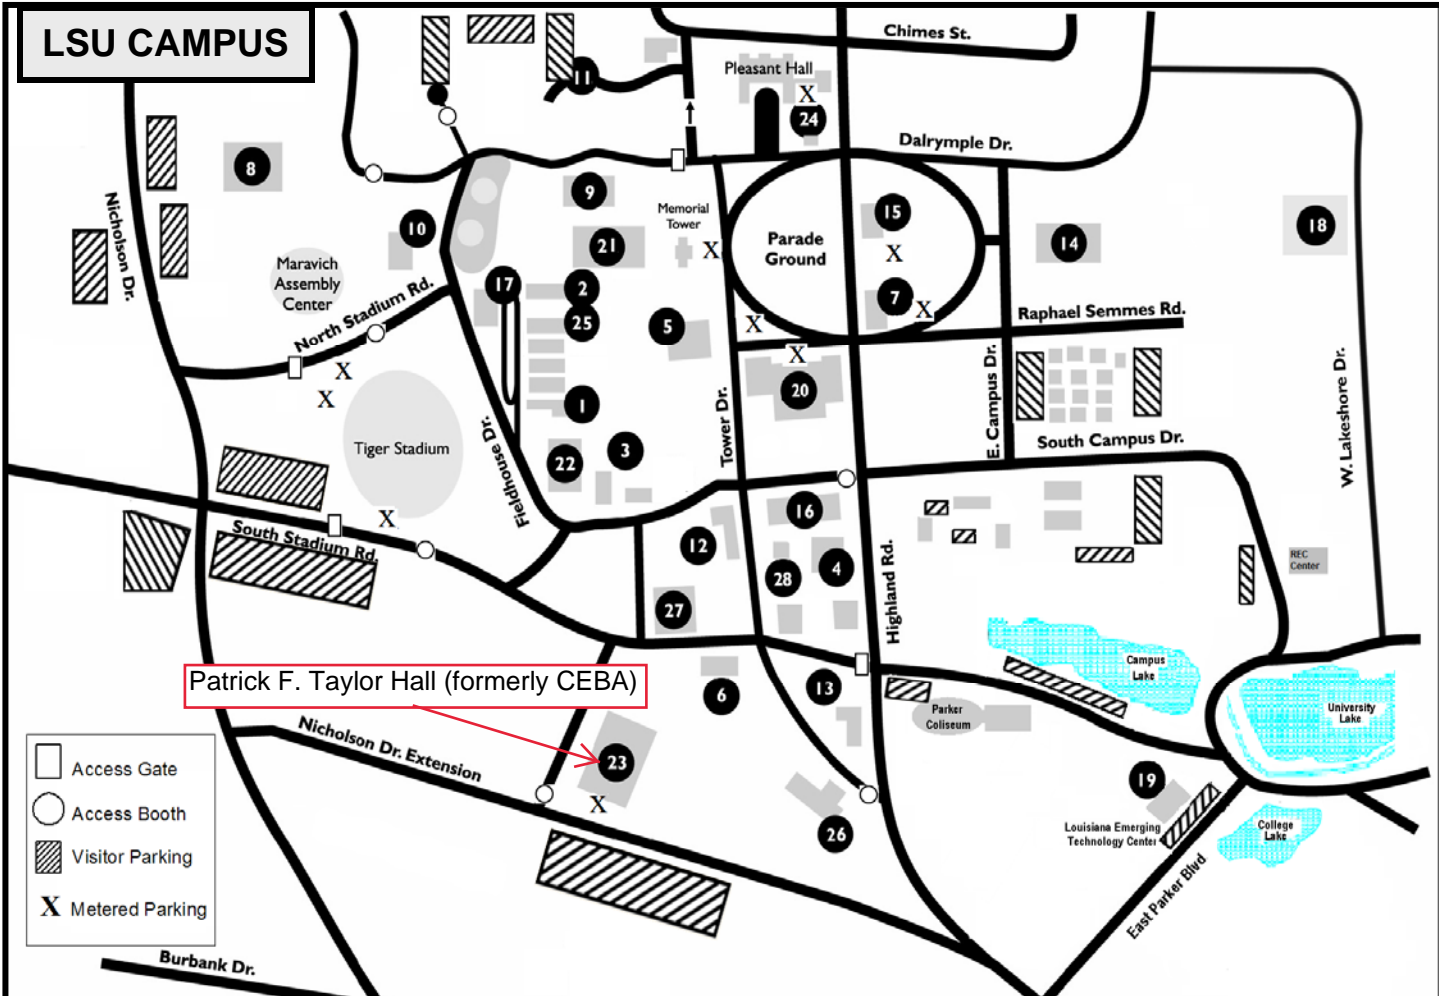 LSU CAMPUS
Chimes St.
Pleasant Hall
X
11
24
Dalrymple Dr.
8
9
Memorial
Tower
Nicholson Dr.
10
21
X
Parade
Ground
15
X
14
18
Maravich
Assembly
Center
17
2
7
X
North Stadium Rd.
25
5
X
Raphael Semmes Rd.
X
X
X
20
E. Campus Dr.
W. Lakeshore Dr.
1
Tower Dr.
Tiger Stadium
Fieldhouse Dr.
3
22
South Campus Dr.
X
South Stadium Rd.
16
12
28
4
Highland Rd.
REC
Center
27
Campus
Lake
Patrick F. Taylor Hall (formerly CEBA)
6
13
Parker
Coliseum
University
Lake
Nicholson Dr. Extension
23
X
19
26
Louisiana Emerging
Technology Center
College
Lake
East Parker Blvd
Access Gate
Access Booth
Visitor Parking
X Metered Parking
Burbank Dr.